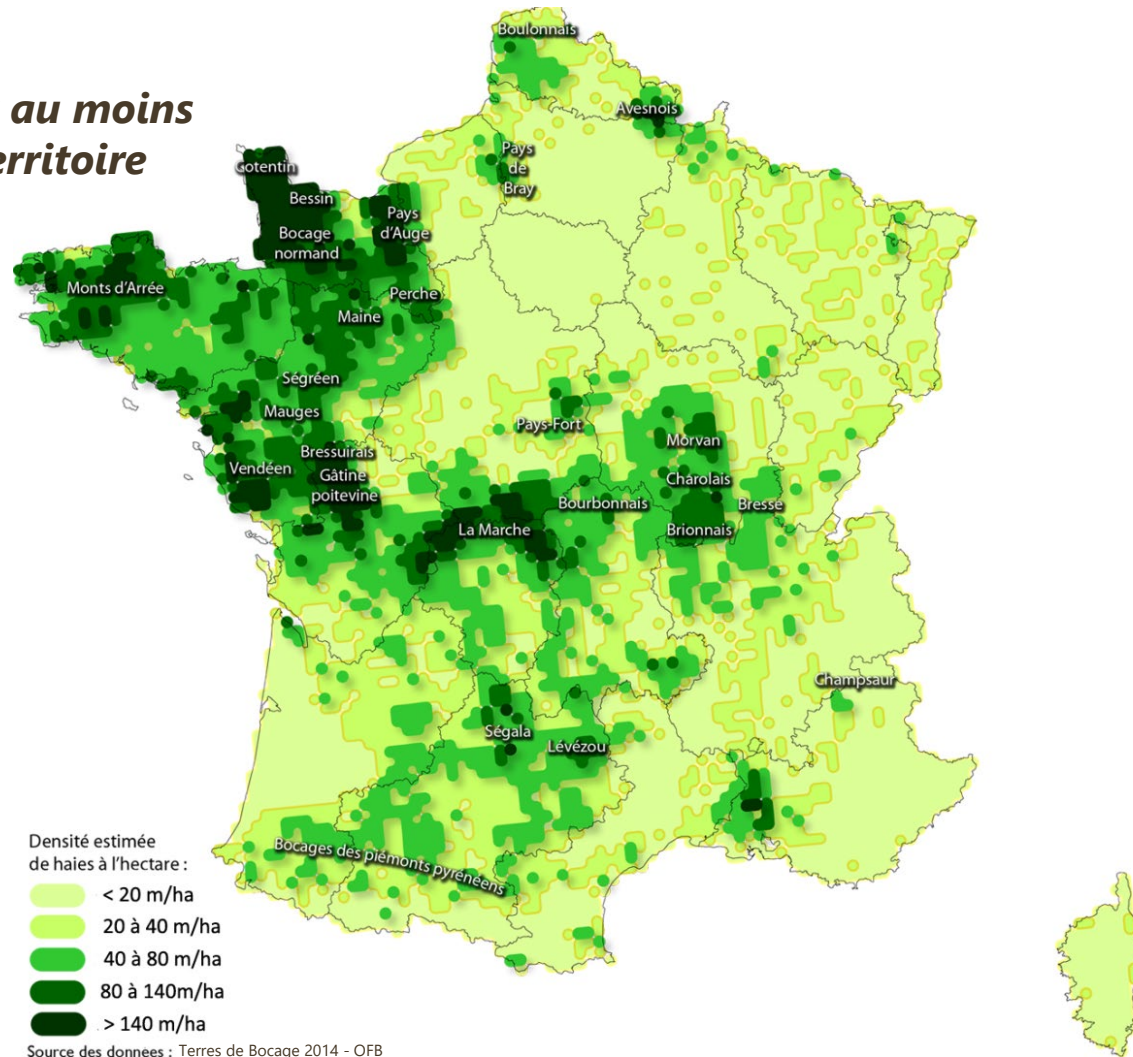 au moins
erritoire
Boulonnais
Avesnois
Pays
de
Bray
Cotentin
Bessin
Bocage
normand
Pays
d'Auge
Monts d'Arrée
Perche
Maine
Ségréen
Mauges
Pays-Fort
Morvan
Bressuirais
Vendéen
Gâtine
poitevine
Charolais
Bourbonnais
Bresse
La Marche
Brionnais
Champsaur
Ségala
Lévézou
Bocages des piémonts pyrénéens
Densité estimée
de haies à l'hectare :
< 20 m/ha
20 à 40 m/ha
40 à 80 m/ha
80 à 140m/ha
> 140 m/ha
Source des données : Terres de Bocage 2014 - OFB